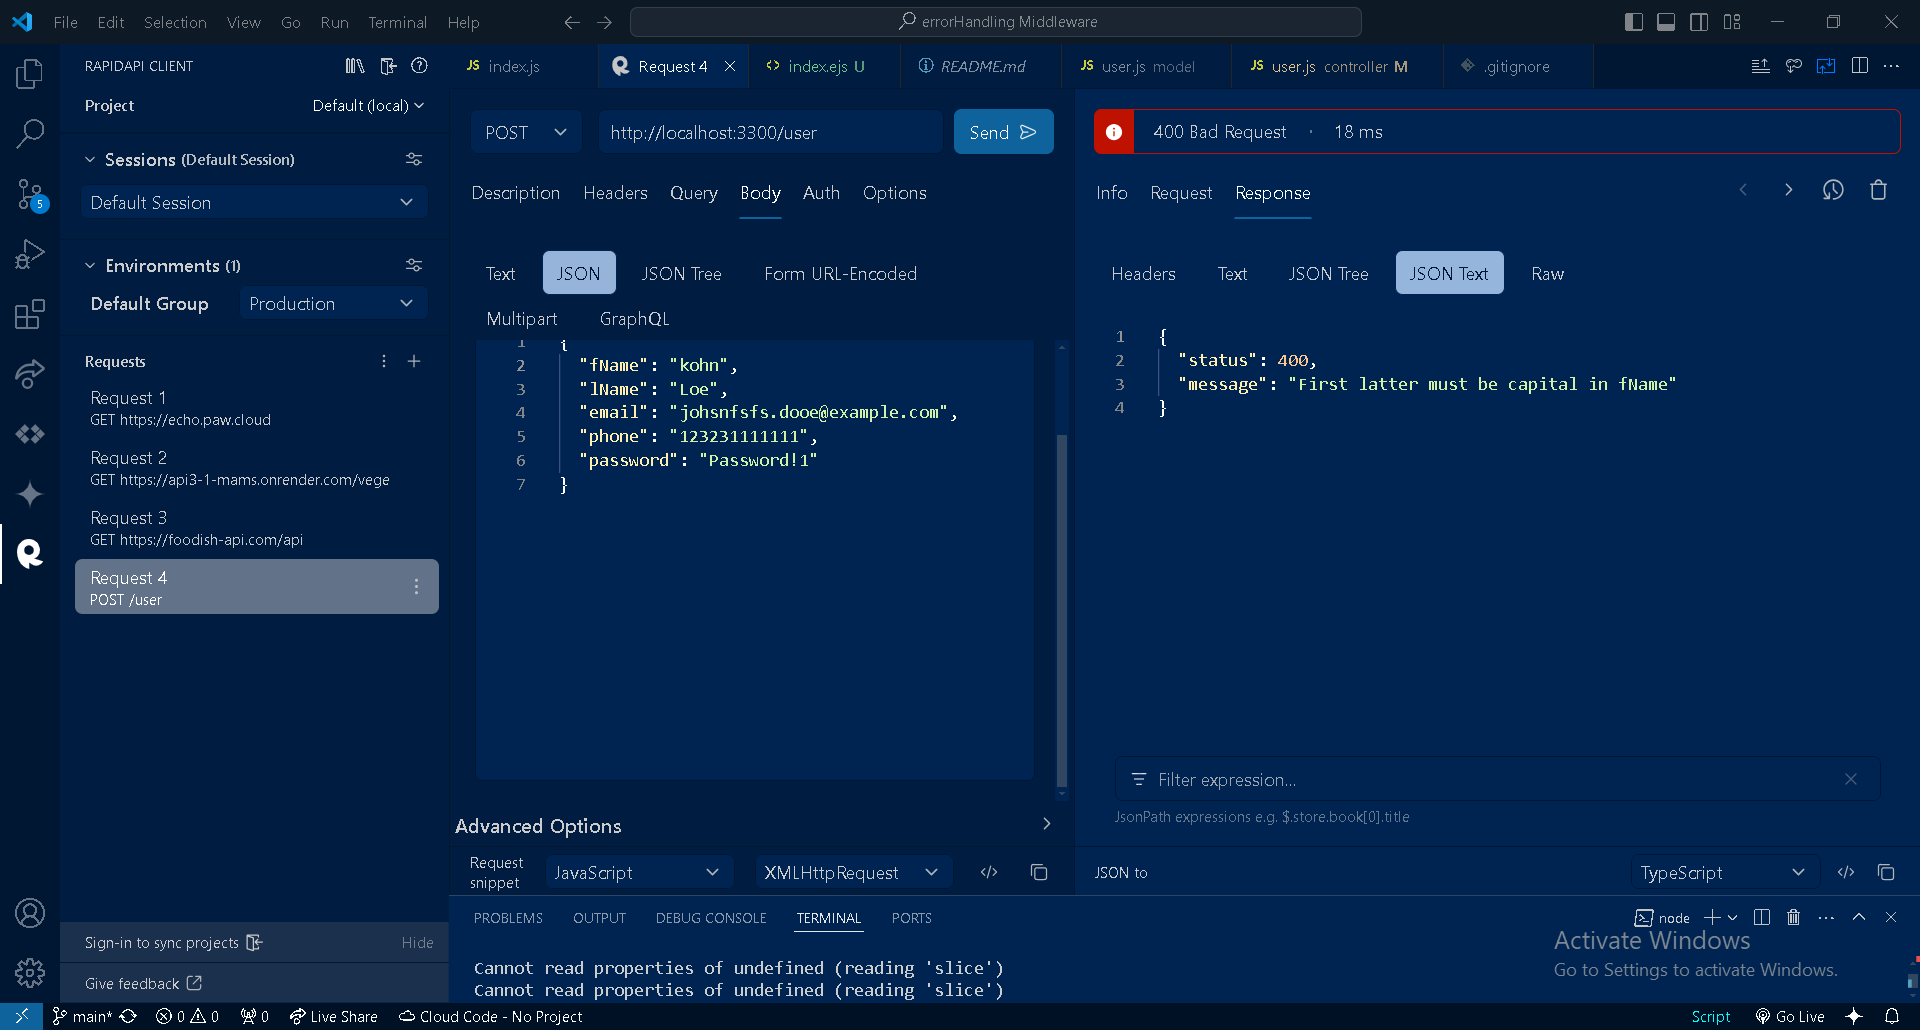 File Edit Selection View Go Run Terminal Help
errorHandling Middleware
RAPIDAPI CLIENT
Project Default (local)
Sessions (Default Session)
Default Session
Environments (1)
Default Group Production
Requests
Request 1
GET https://echo.paw.cloud
Request 2
GET https://api3-1-mams.onrender.com/vege
Request 3
GET https://foodish-api.com/api
Request 4
POST /user
Sign-in to sync projects Hide
Give feedback
5
JS index.js Request 4 index.ejs U README.md JS user.js model JS user.js controller M .gitignore
POST http://localhost:3300/user Send
Description Headers Query Body Auth Options
Text JSON JSON Tree Form URL-Encoded
Multipart GraphQL
1 {
2 "fName": "kohn",
3 "lName": "Loe",
4 "email": "johsnfsfs.dooe@example.com",
5 "phone": "123231111111",
6 "password": "Password!1"
7 }
Advanced Options
Request snippet JavaScript XMLHttpRequest
400 Bad Request · 18 ms
Info Request Response
Headers Text JSON Tree JSON Text Raw
1 {
2 "status": 400,
3 "message": "First latter must be capital in fName"
4 }
Filter expression...
JsonPath expressions e.g. $.store.book[0].title
JSON to TypeScript
PROBLEMS OUTPUT DEBUG CONSOLE TERMINAL PORTS node
Cannot read properties of undefined (reading 'slice')
Cannot read properties of undefined (reading 'slice')
Activate Windows
Go to Settings to activate Windows.
main* 0 0 0 Live Share Cloud Code - No Project Script Go Live